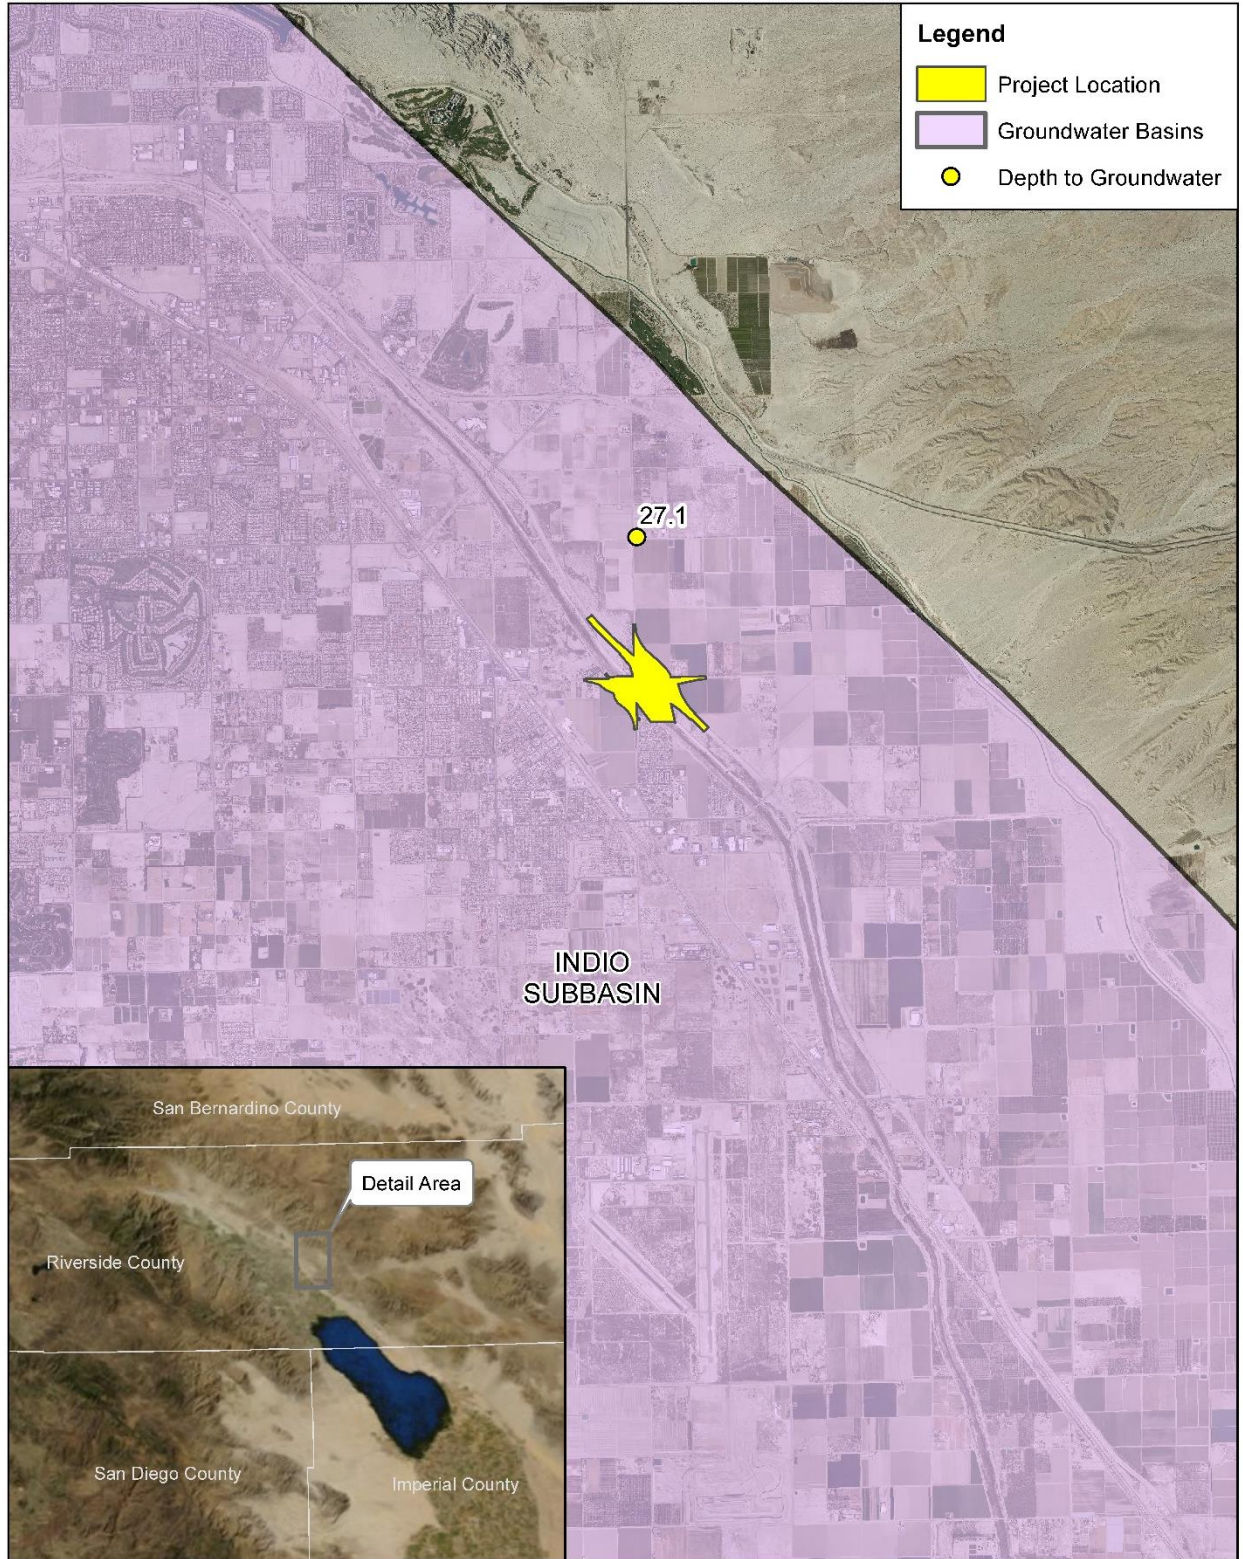 Legend
Project Location
Groundwater Basins
Depth to Groundwater
27.1
INDIO
SUBBASIN
San Bernardino County
Detail Area
Riverside County
San Diego County
Imperial County